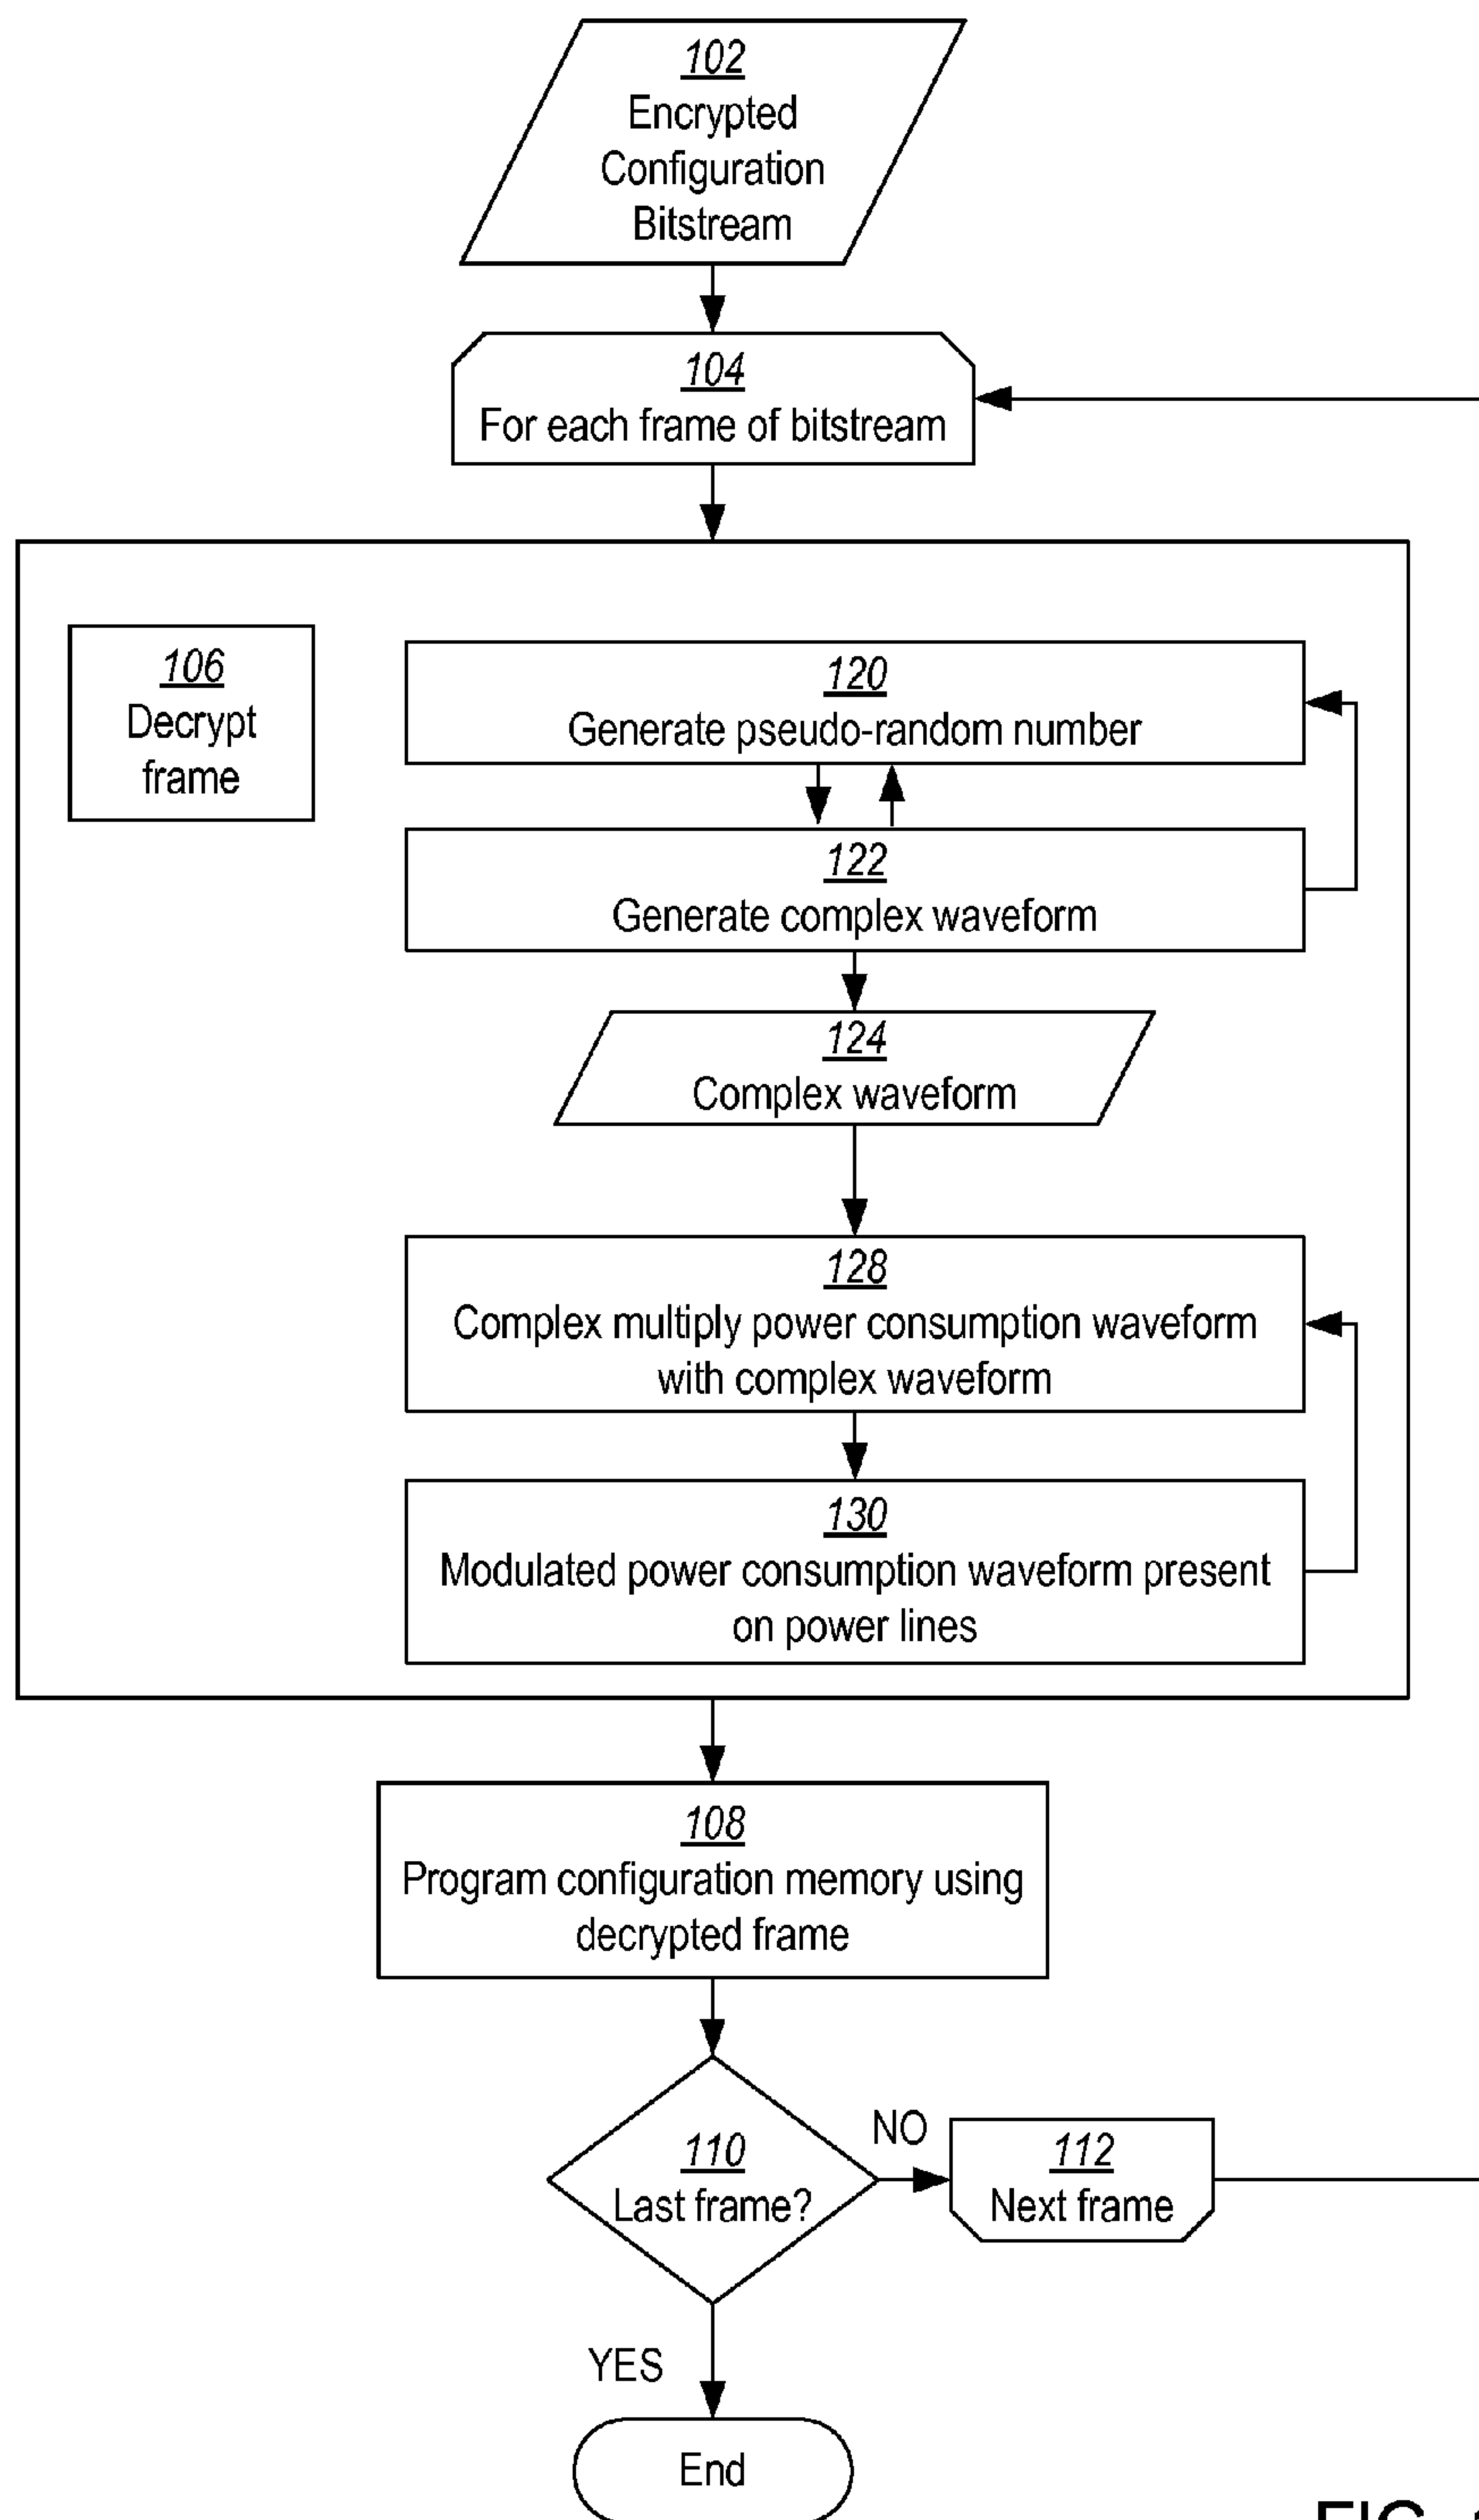 102
Encrypted
Configuration
Bitstream
104
For each frame of bitstream
106
Decrypt
frame
120
Generate pseudo-random number
122
Generate complex waveform
124
Complex waveform
128
Complex multiply power consumption waveform
with complex waveform
130
Modulated power consumption waveform present
on power lines
108
Program configuration memory using
decrypted frame
110
Last frame?
NO
112
Next frame
YES
End
FIG.